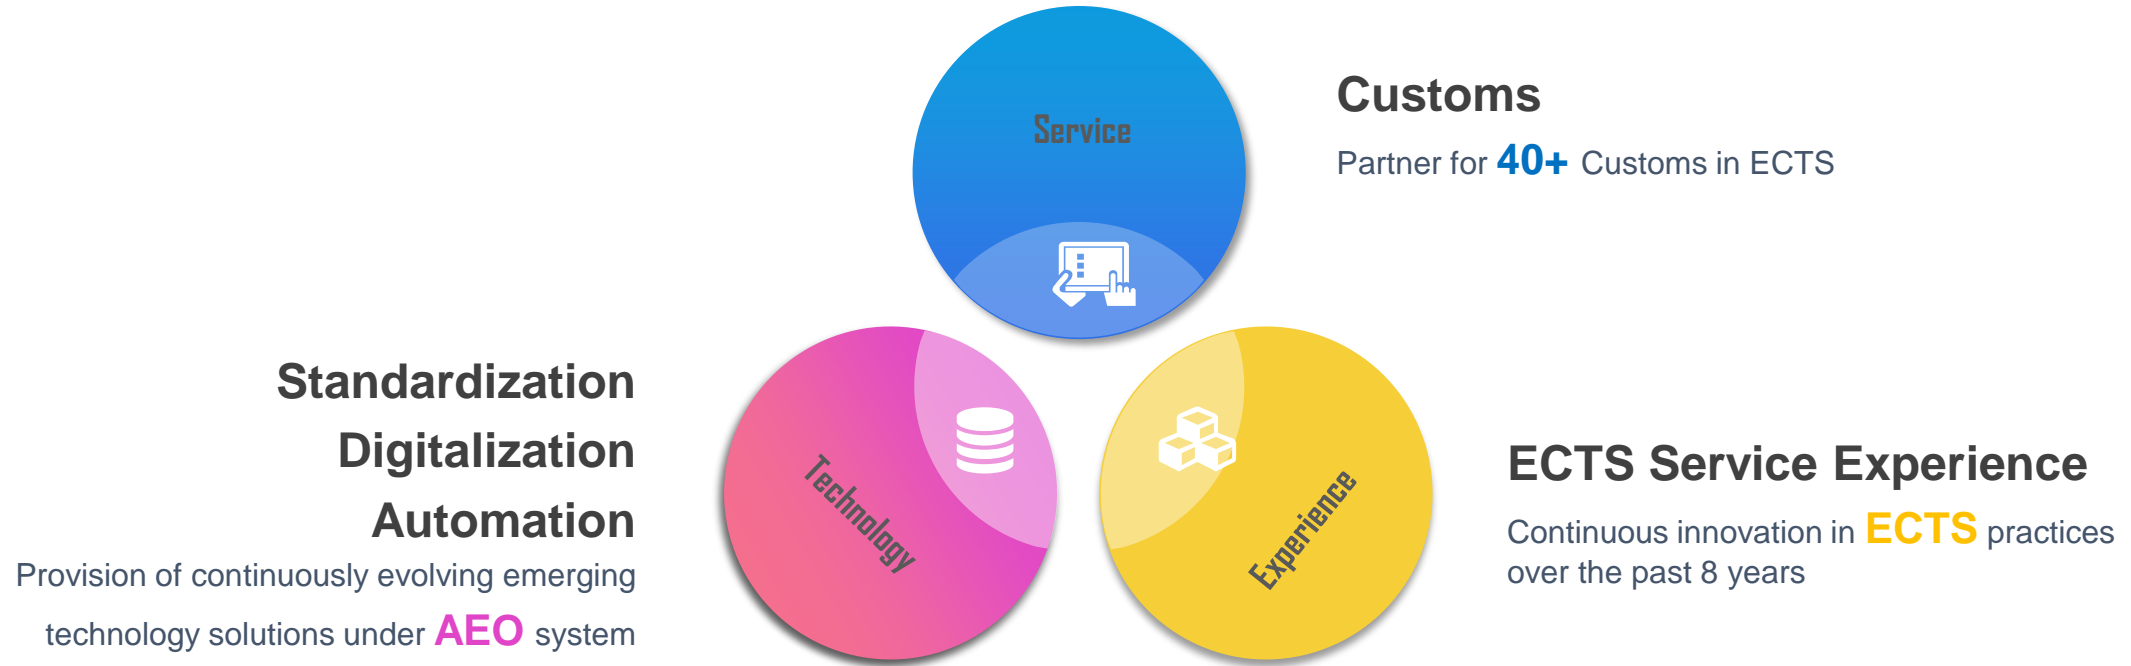 Service
Customs
Partner for 40+ Customs in ECTS
Standardization
Digitalization
Automation
Provision of continuously evolving emerging
technology solutions under AEO system
Technology
Experience
ECTS Service Experience
Continuous innovation in ECTS practices
over the past 8 years